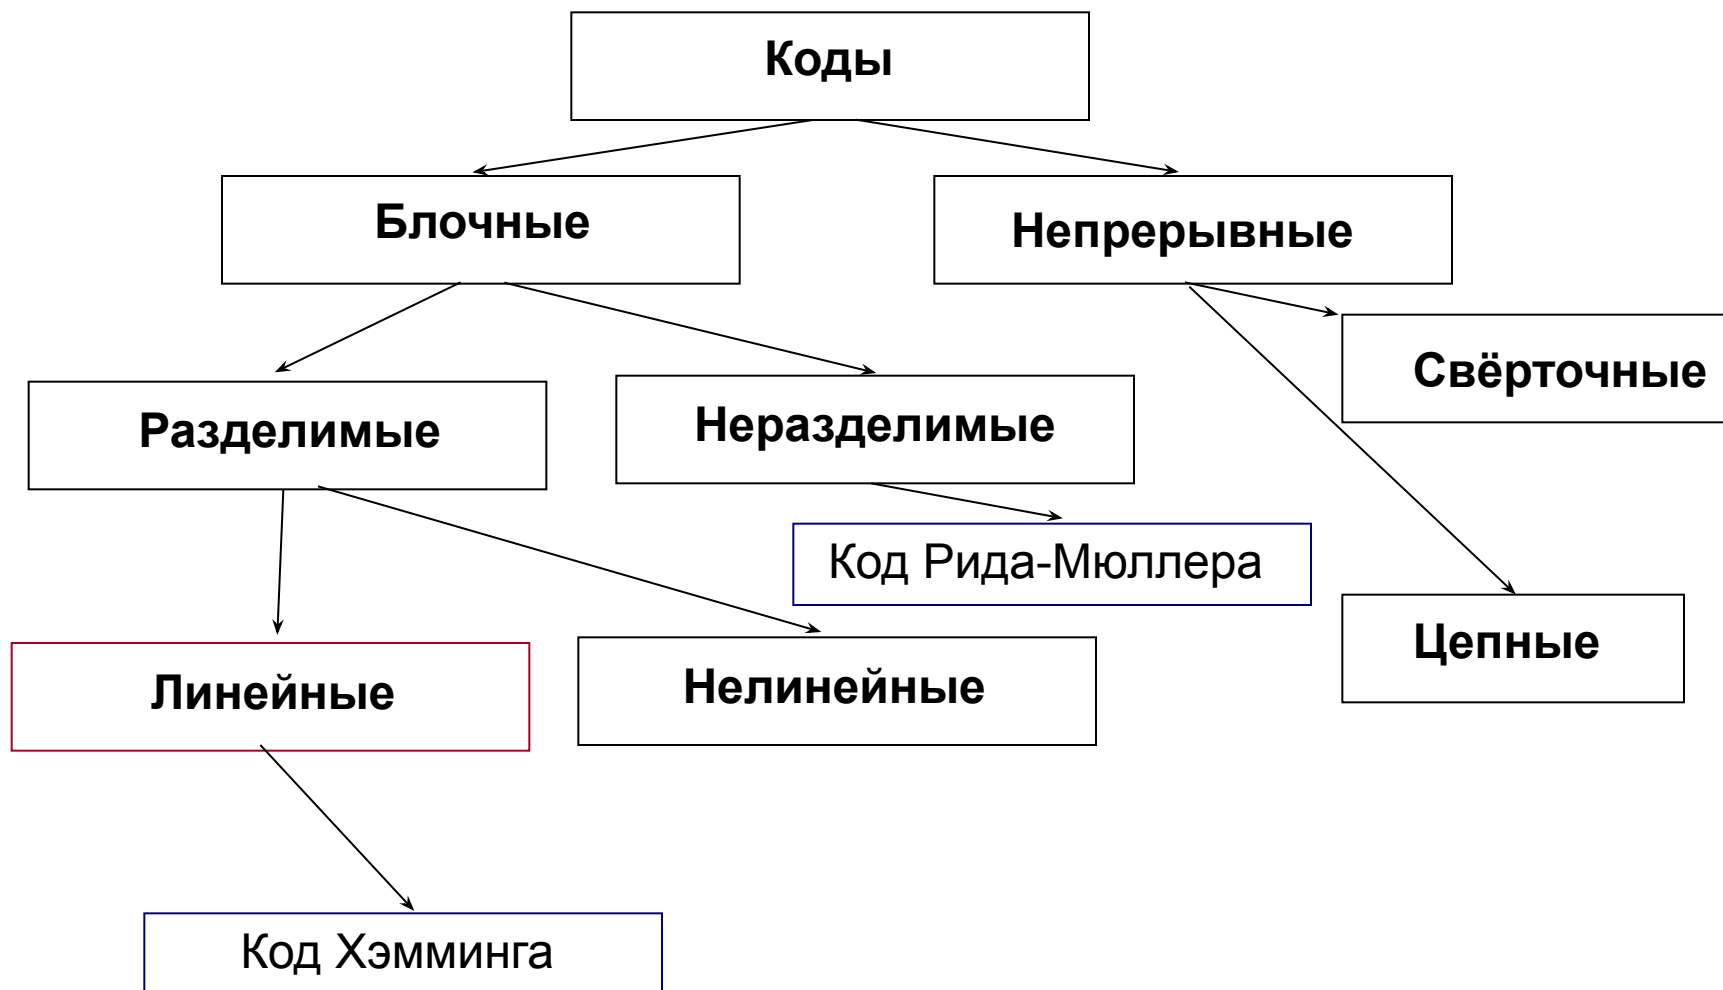 Коды
Блочные
Непрерывные
Свёрточные
Разделимые
Неразделимые
Код Рида-Мюллера
Цепные
Линейные
Нелинейные
Код Хэмминга